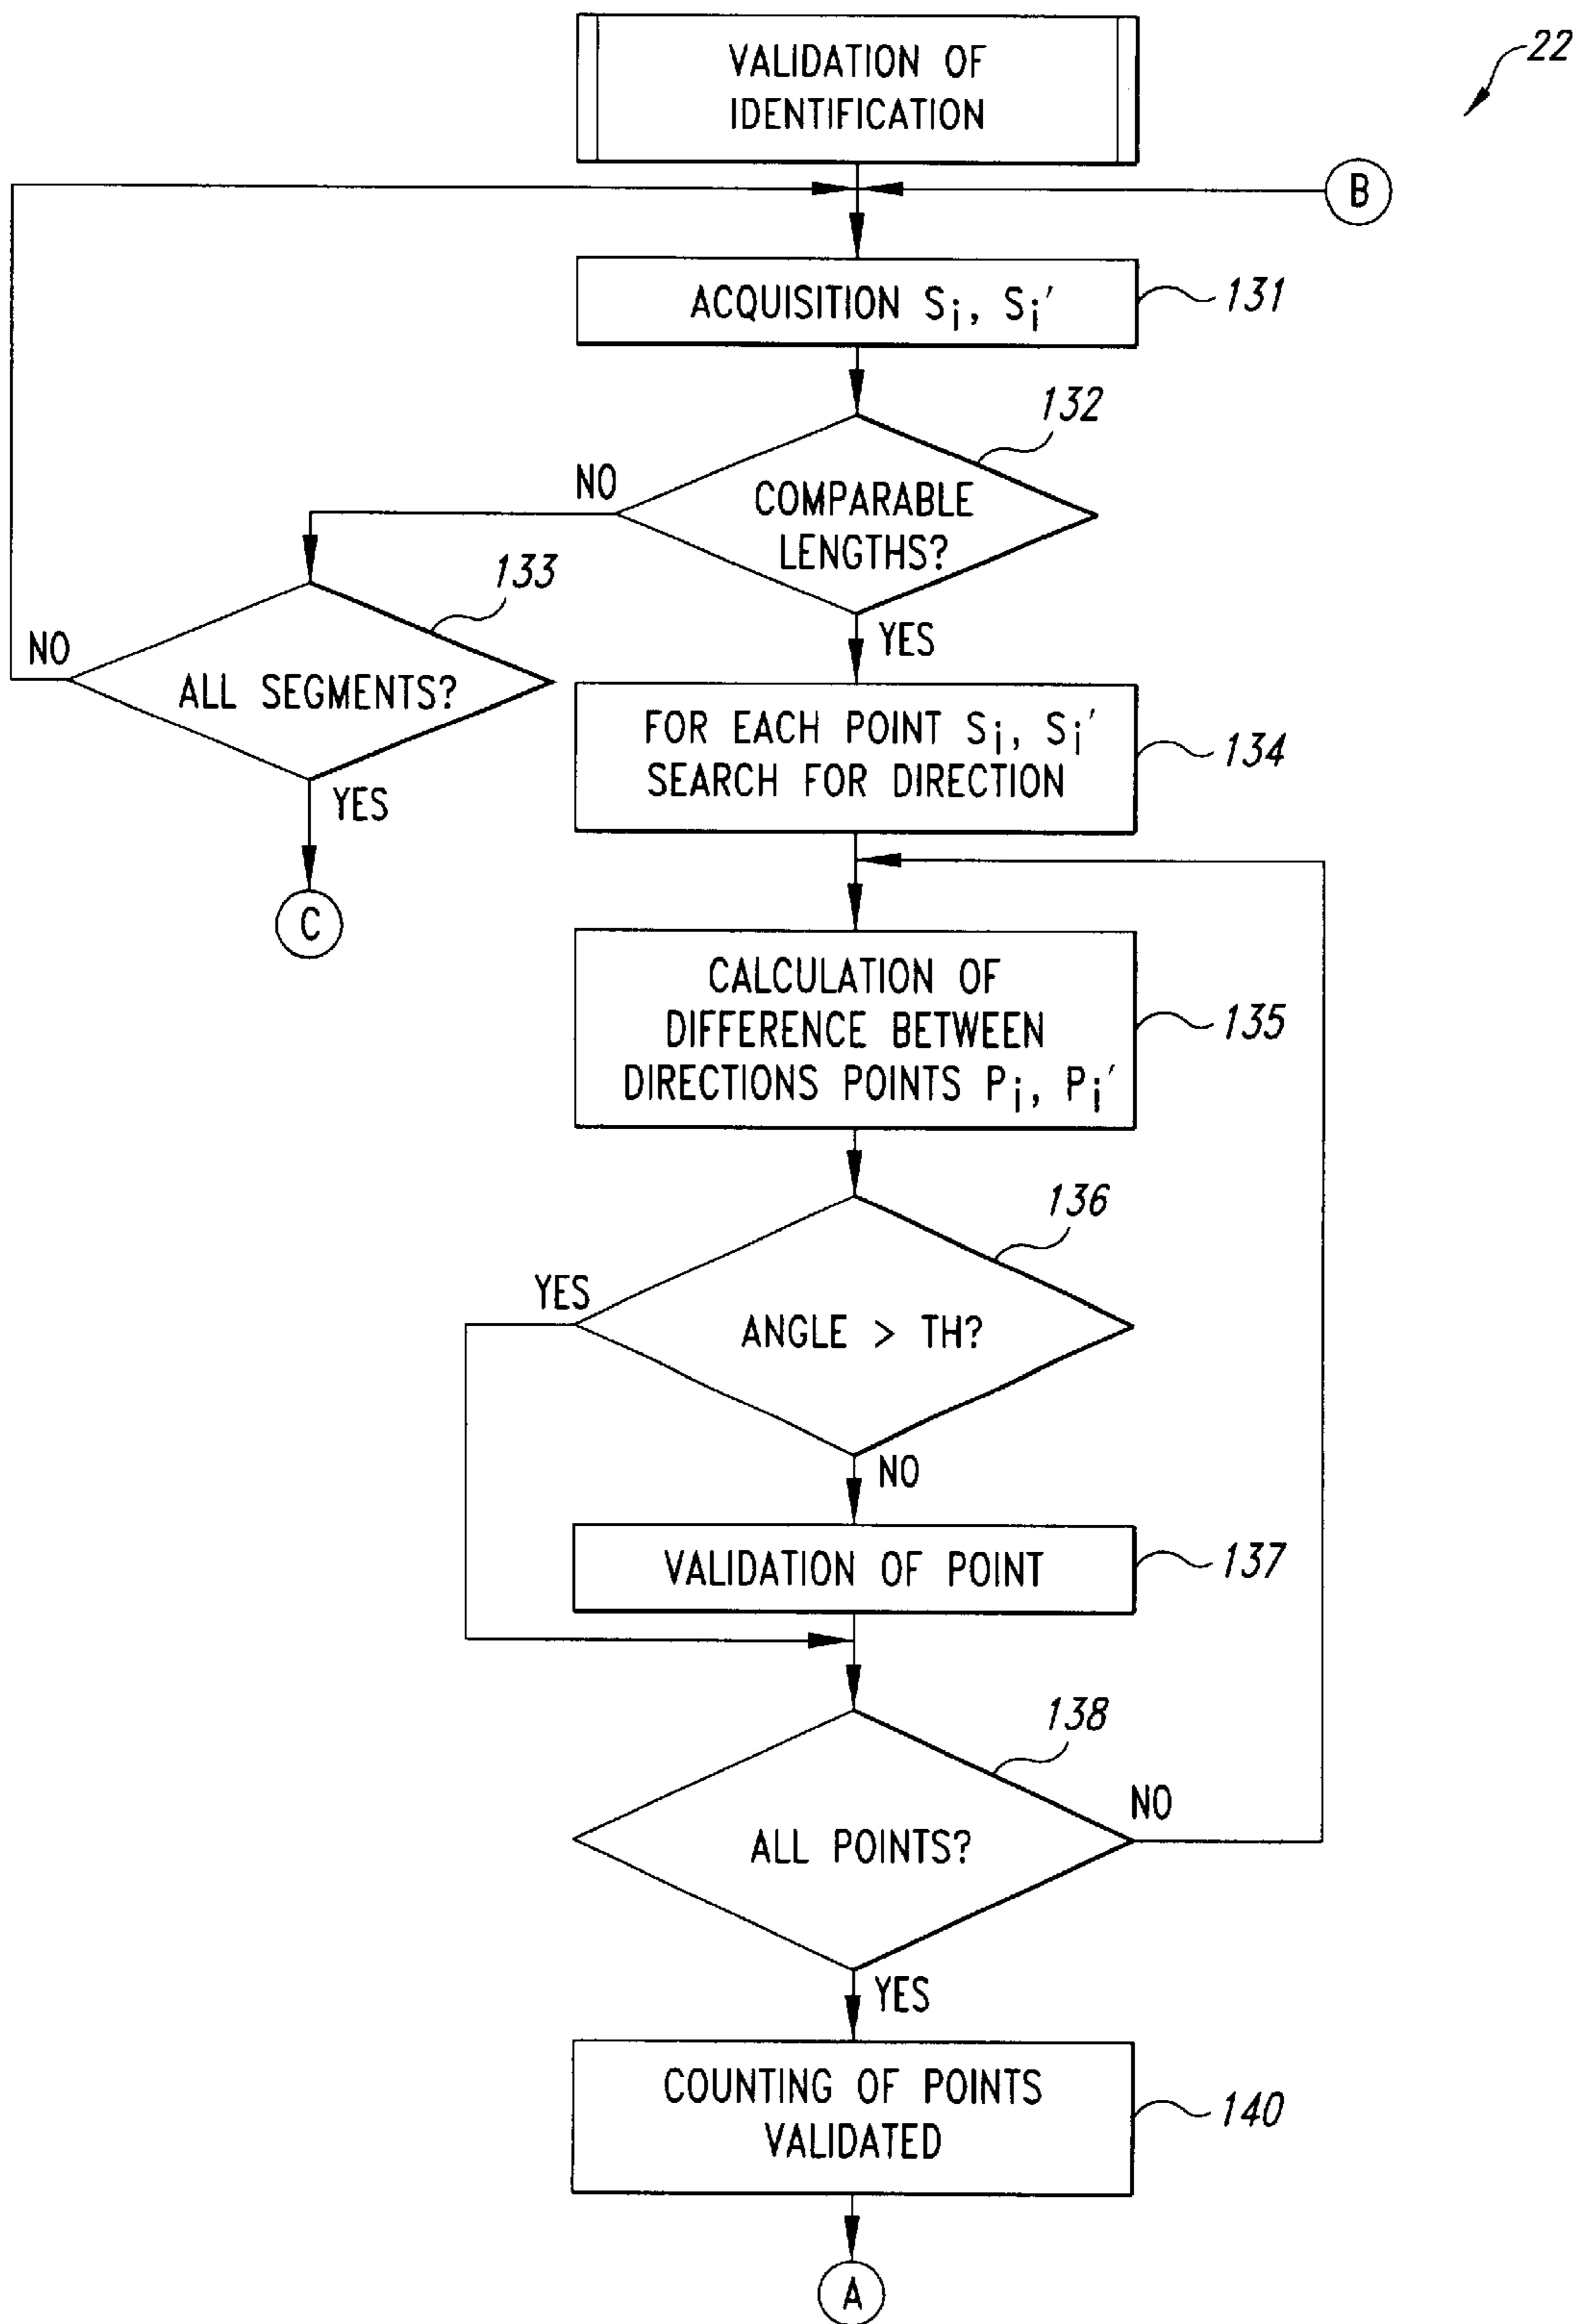 VALIDATION OF
IDENTIFICATION
22
B
ACQUISITION Si, Si'
131
132
COMPARABLE
LENGTHS?
NO
YES
133
ALL SEGMENTS?
NO
YES
C
FOR EACH POINT Si, Si'
SEARCH FOR DIRECTION
134
CALCULATION OF
DIFFERENCE BETWEEN
DIRECTIONS POINTS Pi, Pi'
135
136
YES
ANGLE > TH?
NO
VALIDATION OF POINT
137
138
NO
ALL POINTS?
YES
COUNTING OF POINTS
VALIDATED
140
A